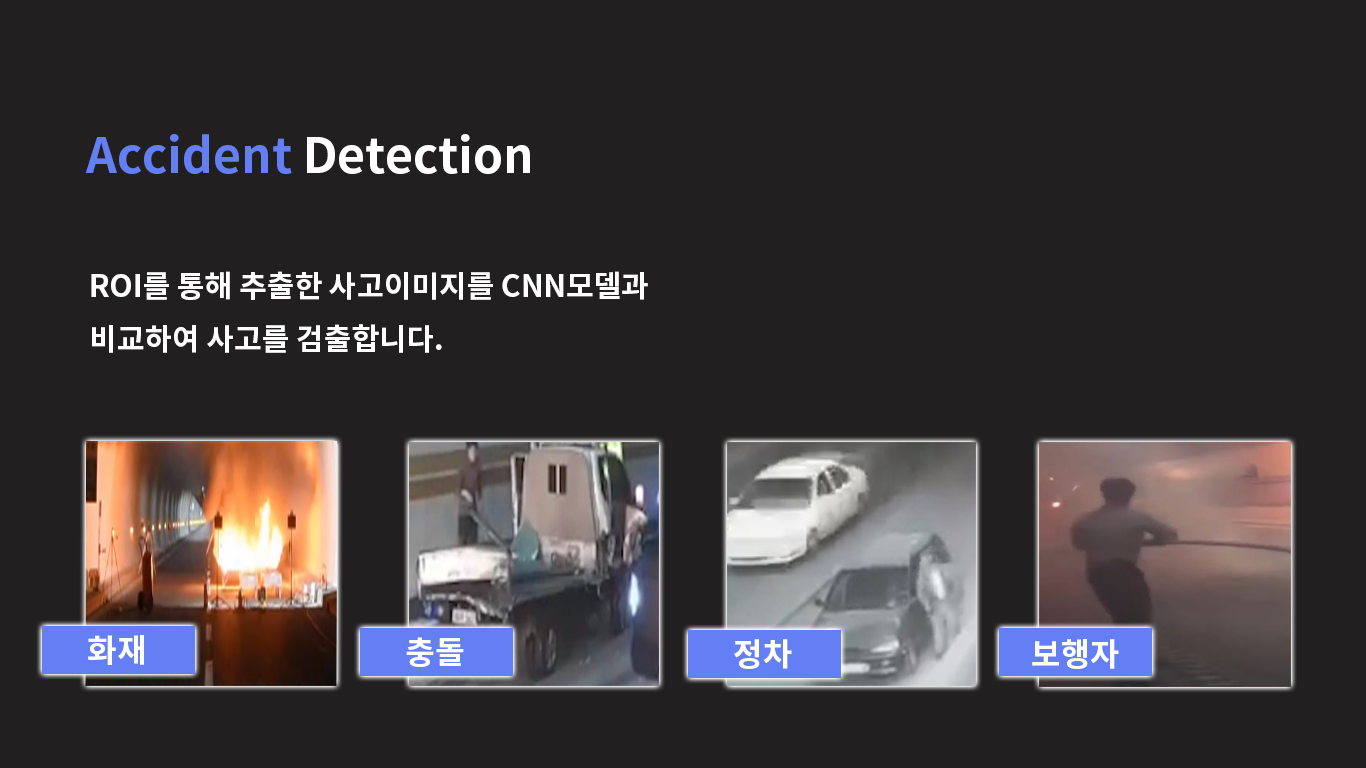 Accident Detection
ROI를 통해 추출한 사고이미지를 CNN모델과
비교하여 사고를 검출합니다.
화재
충돌
정차
보행자